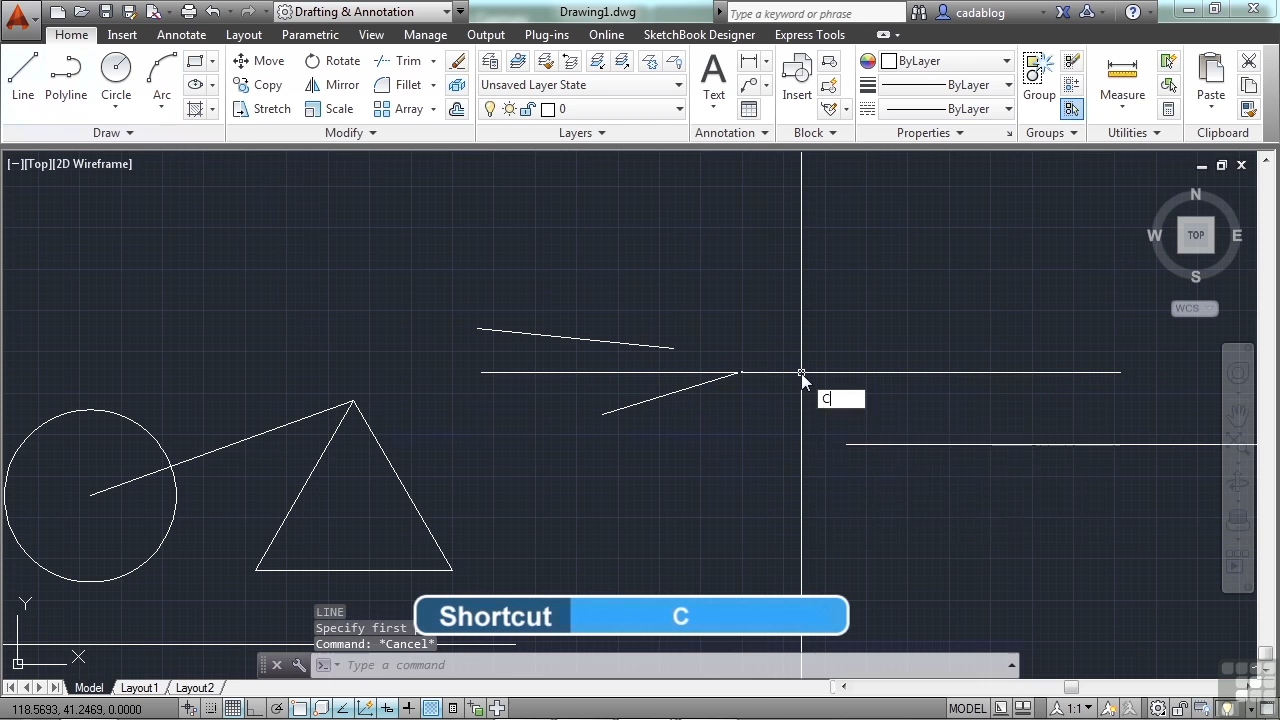 Drafting & Annotation
Drawing1.dwg
Type a keyword or phrase
cadablog
Home Insert Annotate Layout Parametric View Manage Output Plug-ins Online SketchBook Designer Express Tools
Line Polyline Circle Arc
Move Rotate Trim
Copy Mirror Fillet
Stretch Scale Array
Unsaved Layer State
0
Text
Insert
ByLayer
ByLayer
ByLayer
Group
Measure
Paste
Draw Modify Layers Annotation Block Properties Groups Utilities Clipboard
[−][Top][2D Wireframe]
N
W TOP E
S
WCS
C
Y
X
LINE
Specify first
Command: *Cancel*
Shortcut C
Type a command
Model Layout1 Layout2
118.5693, 41.2469, 0.0000
MODEL
1:1